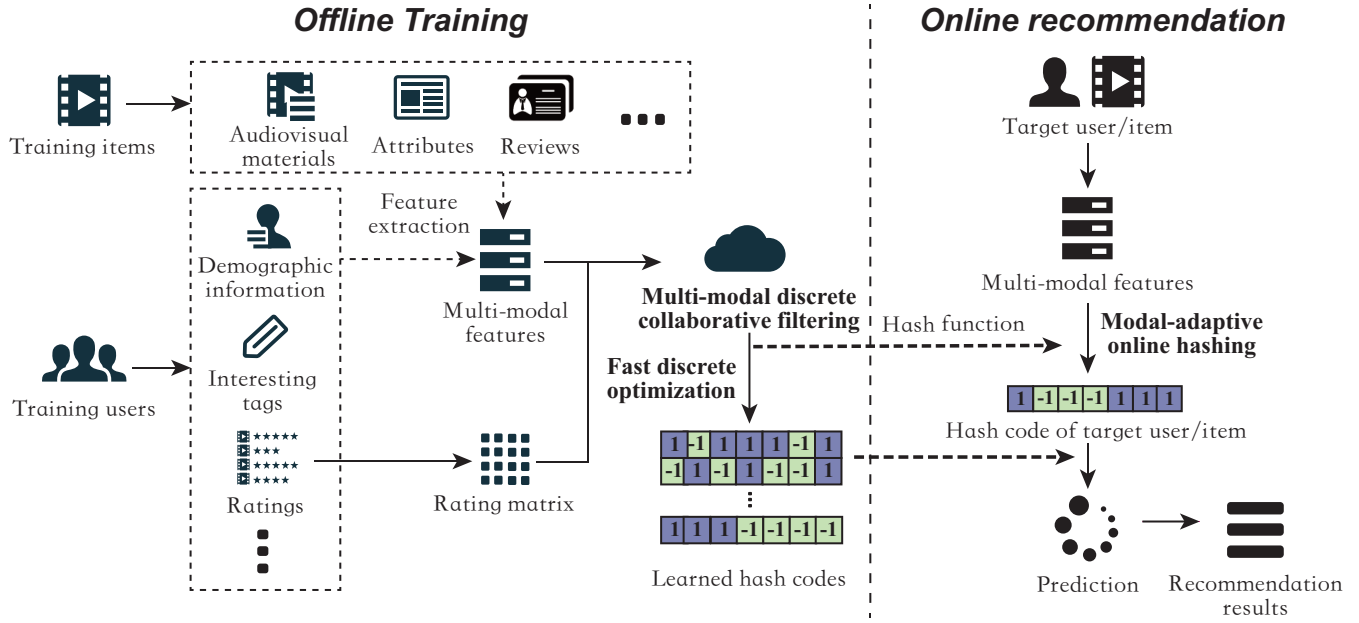 Offline Training
Online recommendation
Training items
Audiovisual
materials
Attributes
Reviews
Target user/item
Feature
extraction
Demographic
information
Multi-modal
features
Multi-modal discrete
collaborative filtering
Multi-modal features
Hash function
Modal-adaptive
online hashing
Fast discrete
optimization
Training users
Interesting
tags
1 -1 -1 -1 1 1 1
Hash code of target user/item
1 -1 1 1 1 -1 1
-1 1 -1 1 -1 -1 1
1 1 1 -1 -1 -1 -1
Ratings
Rating matrix
Learned hash codes
Prediction
Recommendation
results